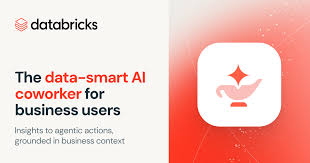 databricks
The data-smart AI
coworker for
business users
Insights to agentic actions,
grounded in business context